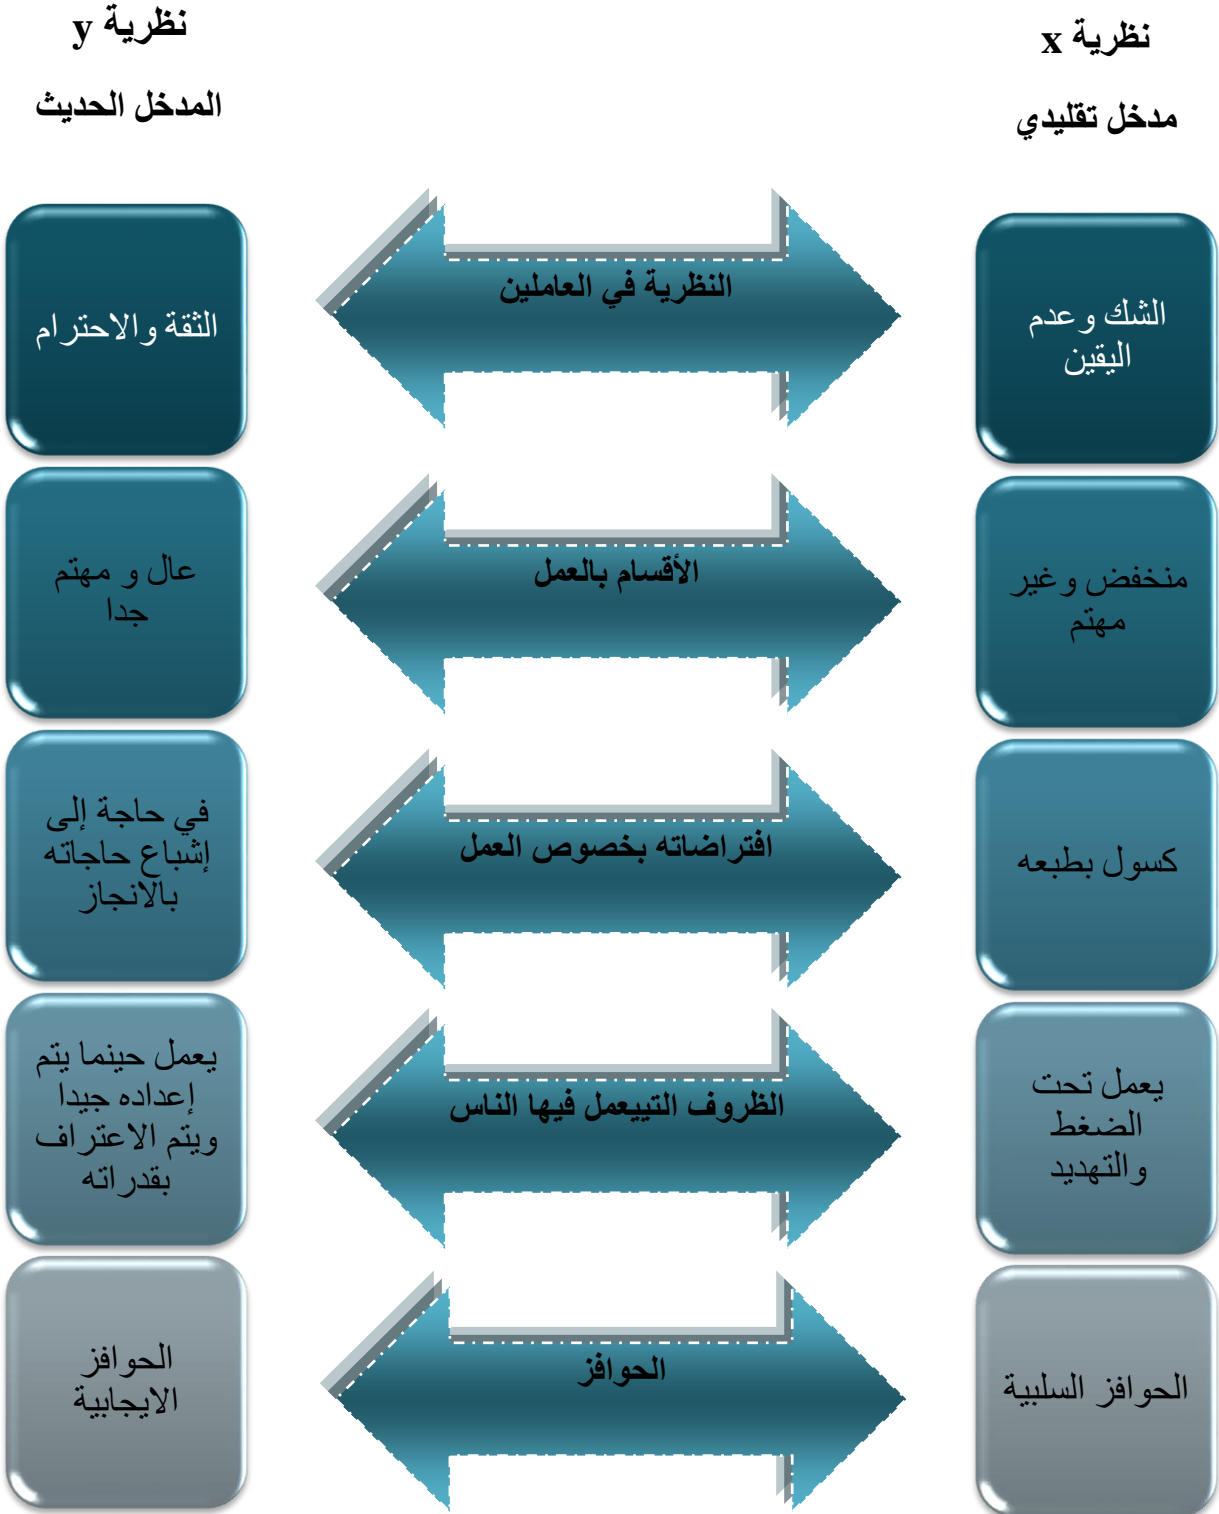 نظرية x
مدخل تقليدي
نظرية y
المدخل الحديث
الشك وعدم
اليقين
النظرية في العاملين
الثقة والاحترام
منخفض وغير
مهتم
الأقسام بالعمل
عال و مهتم
جدا
كسول بطبعه
افتراضاته بخصوص العمل
في حاجة إلى
إشباع حاجاته
بالانجاز
يعمل تحت
الضغط
والتهديد
الظروف التييعمل فيها الناس
يعمل حينما يتم
إعداده جيدا
ويتم الاعتراف
بقدراته
الحوافز السلبية
الحوافز
الحوافز
الايجابية